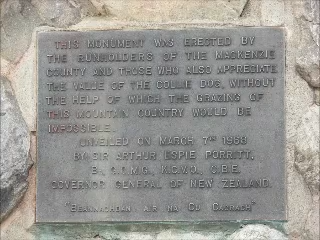 THIS MONUMENT WAS ERECTED BY
THE RUNHOLDERS OF THE MACKENZIE
COUNTY AND THOSE WHO ALSO APPRECIATE
THE VALUE OF THE COLLIE DOG, WITHOUT
THE HELP OF WHICH THE GRAZING OF
THIS MOUNTAIN COUNTRY WOULD BE
IMPOSSIBLE.
UNVEILED ON MARCH 7TH 1968
BY SIR ARTHUR ESPIE PORRITT,
B., G.C.M.G., K.C.V.O., C.B.E.
GOVERNOR GENERAL OF NEW ZEALAND.
"BEANNACHDAN AIR NA CU CAORACH"